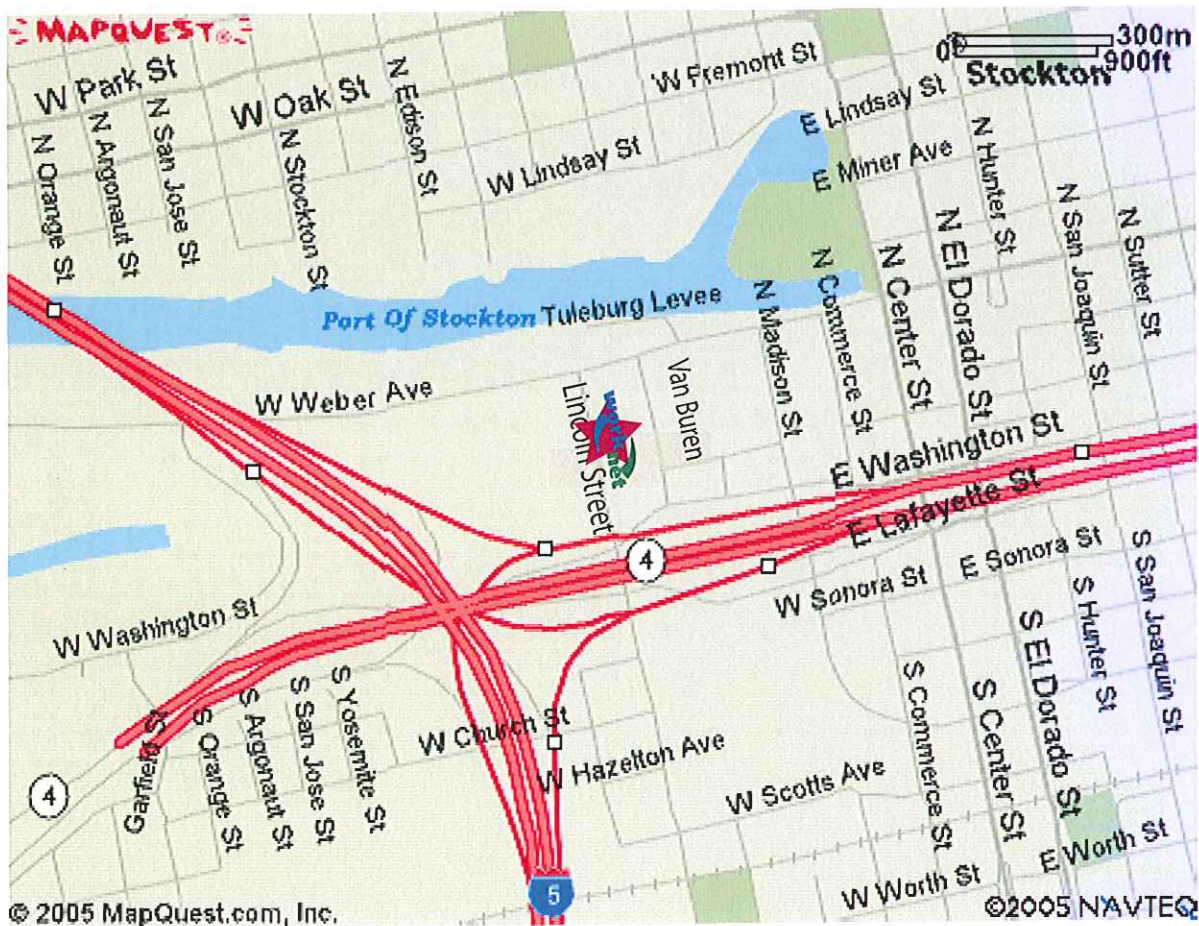 MAPQUEST®
300m
0
900ft
Stockton
W Park St
W Oak St
N Edison St
W Fremont St
E Lindsay St
N San Jose St
N Argonaut St
N Orange St
N Stockton St
W Lindsay St
E Miner Ave
N Hunter St
N El Dorado St
N San Joaquin St
N Sutter St
N Center St
N Commerce St
N Madison St
Port Of Stockton
Tuleburg Levee
W Weber Ave
Lincoln Street
work
net
Van Buren
E Washington St
E Lafayette St
4
W Washington St
W Sonora St
E Sonora St
S Hunter St
S San Joaquin St
S El Dorado St
S Center St
S Commerce St
S Yosemite St
S San Jose St
S Argonaut St
S Orange St
Garfield St
W Church St
W Hazelton Ave
W Scotts Ave
4
E Worth St
W Worth St
5
© 2005 MapQuest.com, Inc.
©2005 NAVTEQ